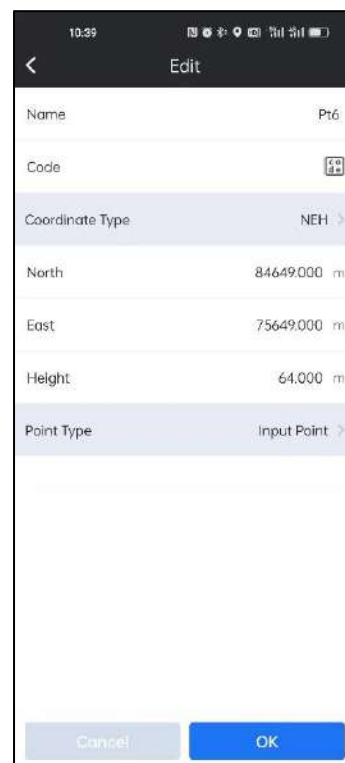 10:39
Edit
Name Pt6
Code
Coordinate Type NEH
North 84649.000 m
East 75649.000 m
Height 64.000 m
Point Type Input Point
Cancel OK